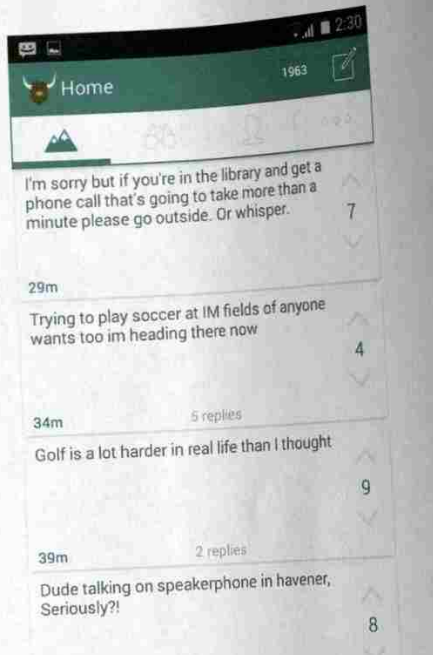 2:30
Home
1963
I'm sorry but if you're in the library and get a
phone call that's going to take more than a
minute please go outside. Or whisper.
7
29m
Trying to play soccer at IM fields of anyone
wants too im heading there now
4
34m
5 replies
Golf is a lot harder in real life than I thought
9
39m
2 replies
Dude talking on speakerphone in havener,
Seriously?!
8